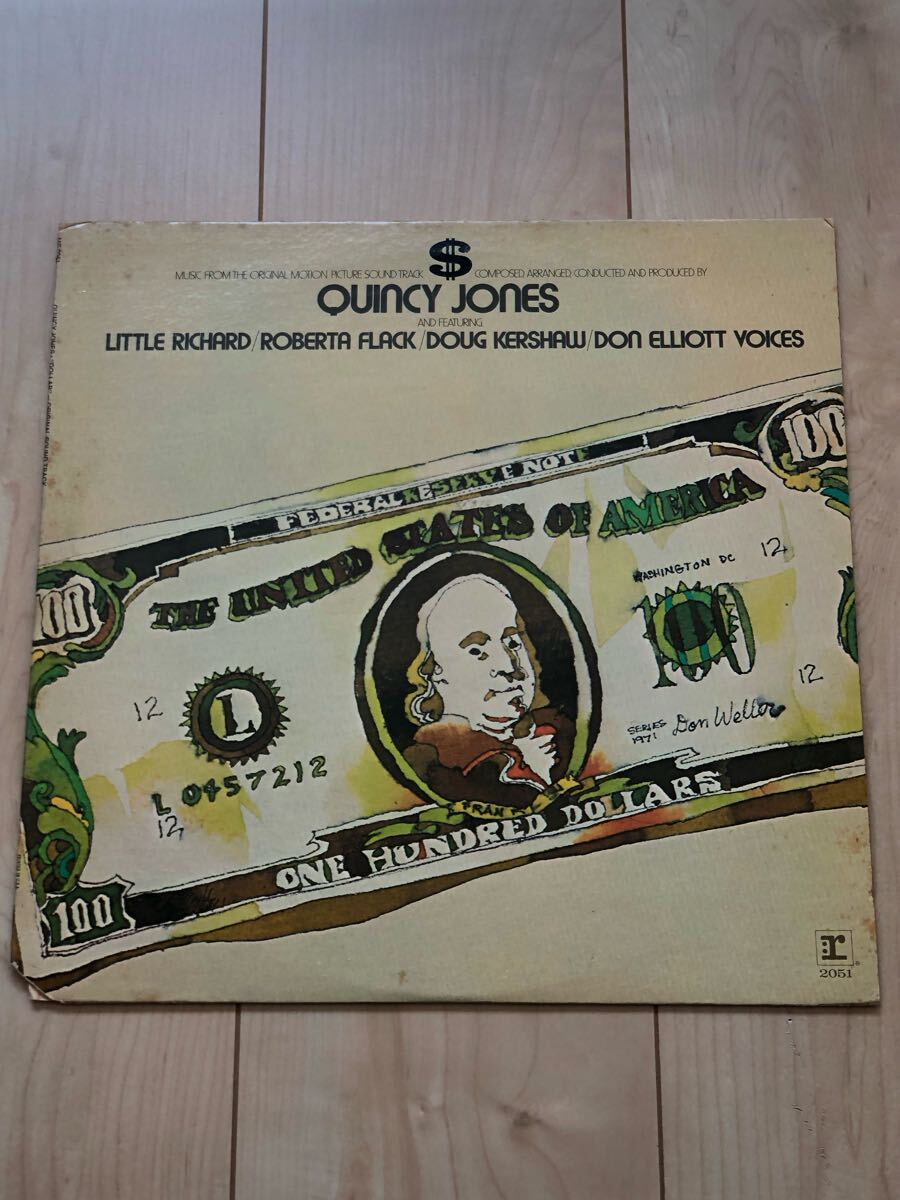 MUSIC FROM THE ORIGINAL MOTION PICTURE SOUND TRACK $ COMPOSED, ARRANGED, CONDUCTED AND PRODUCED BY
QUINCY JONES
AND FEATURING
LITTLE RICHARD/ROBERTA FLACK/DOUG KERSHAW/DON ELLIOTT VOICES
100
FEDERAL RESERVE NOTE
THE UNITED STATES OF AMERICA
WASHINGTON DC 12
100
100
12
L
12
SERIES
1971
Don Weller
L 0457212
12
FRANK
ONE HUNDRED DOLLARS
100
r
2051